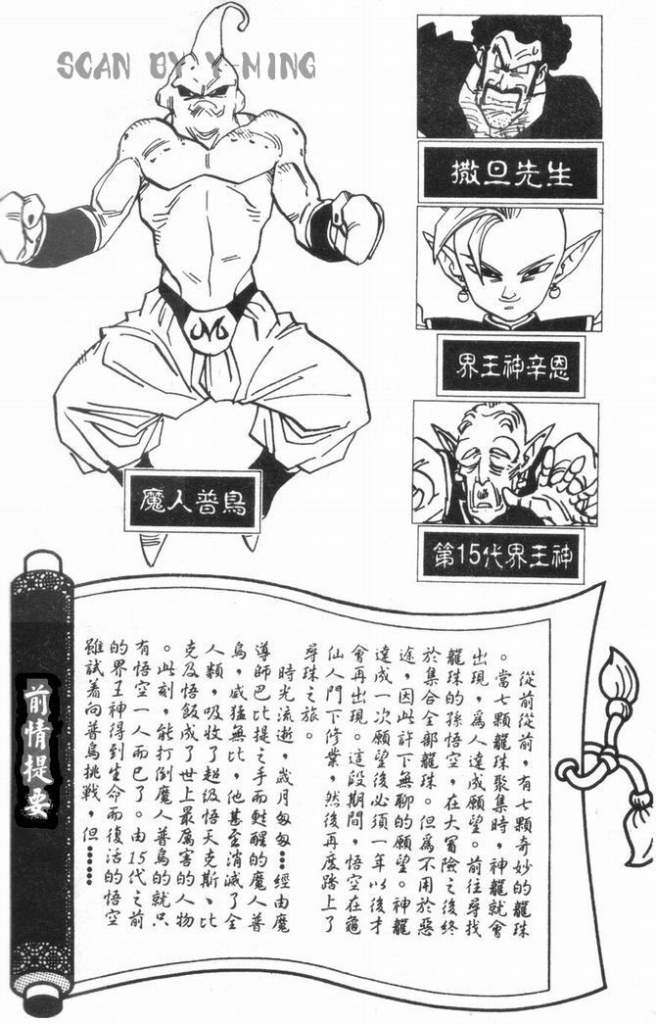 SCAN BY Y-MING
撒旦先生
界王神辛恩
魔人普烏
第15代界王神
前情提要
從前從前，有七顆奇妙的龍珠
。當七顆龍珠聚集時，神龍就會
出現，為人達成願望。前往尋找
龍珠的孫悟空，在大冒險之後終
於集合全部龍珠。但為不用於惡
途，因此許下無聊的願望。神龍
達成一次願望後必須一年以後才
會再出現。這段期間，悟空在龜
仙人門下修業，然後再度踏上了
尋珠之旅。
時光流逝，歲月匆匆…經由魔
導師巴比提之手而甦醒的魔人普
烏，威猛無比，他甚至消滅了全
人類，吸收了超級悟天克斯、比
克及悟飯成了世上最厲害的人物
。此刻，能打倒魔人普烏的就只
有悟空一人而已了。由15代之前
的界王神得到生命而復活的悟空
雖試着向普烏挑戰，但……